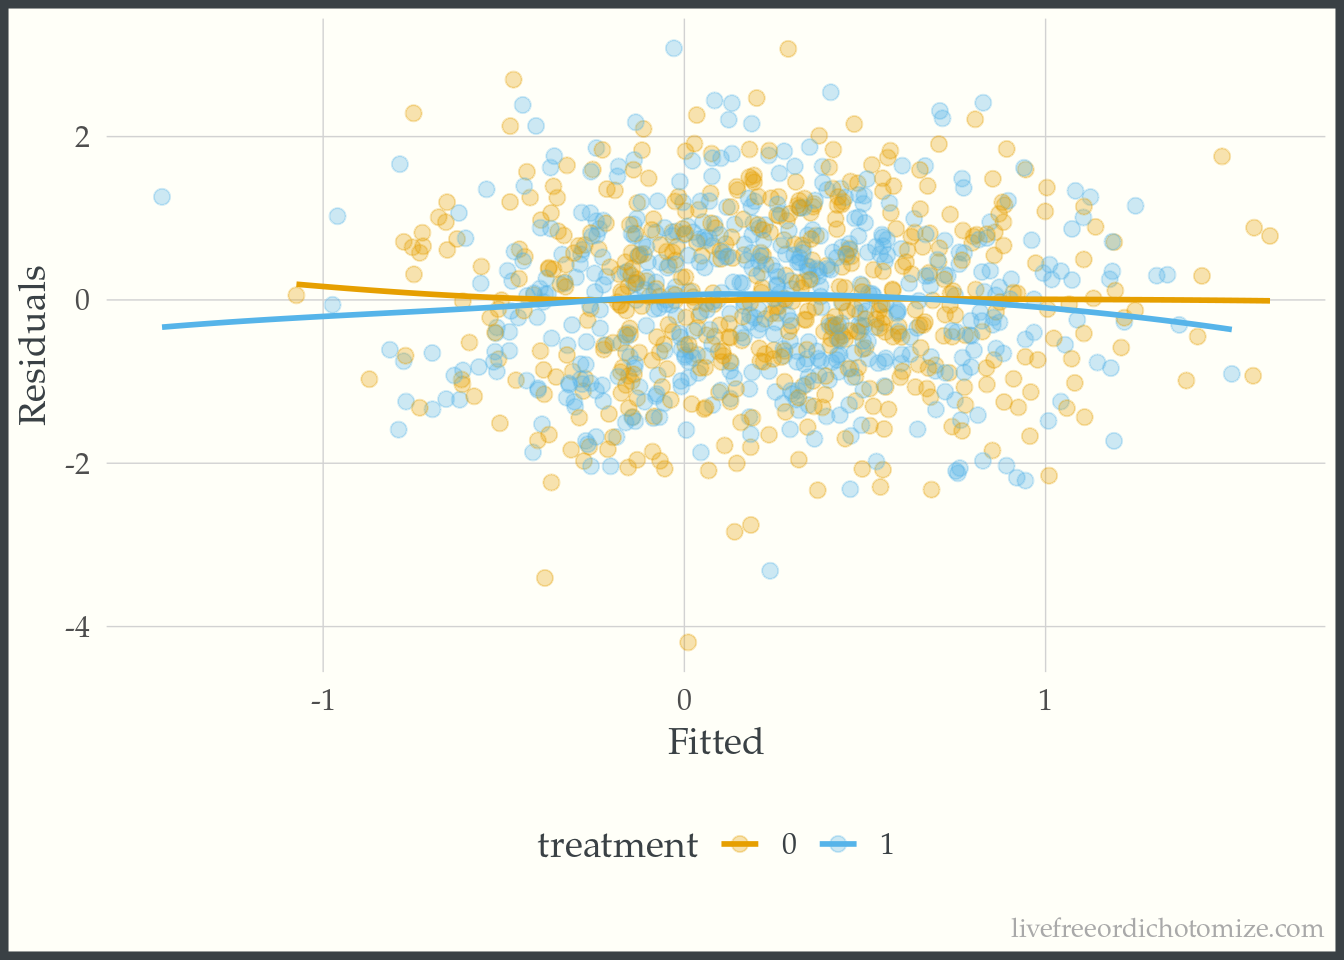 2
0
-2
-4
Residuals
-1 0 1
Fitted
treatment 0 1
livefreeordichotomize.com